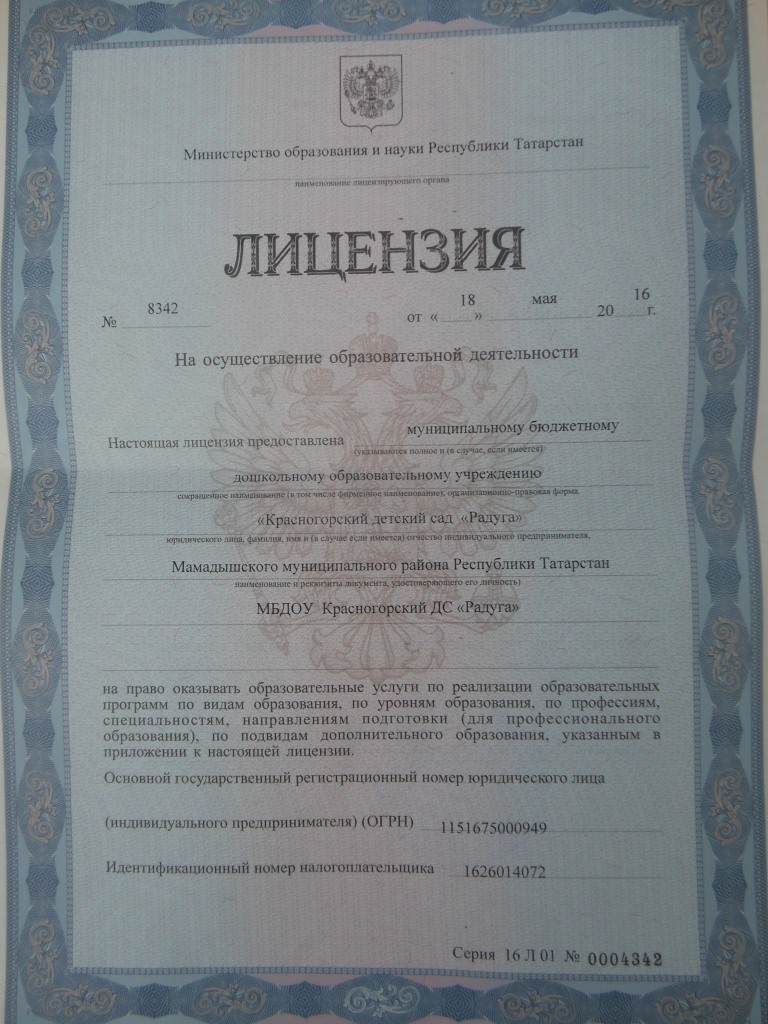 Министерство образования и науки Республики Татарстан
наименование лицензирующего органа
ЛИЦЕНЗИЯ
№ 8342 от « 18 » мая 20 16 г.
На осуществление образовательной деятельности
Настоящая лицензия предоставлена муниципальному бюджетному
(указываются полное и (в случае, если имеется)
дошкольному образовательному учреждению
сокращенное наименование (в том числе фирменное наименование), организационно-правовая форма
«Красногорский детский сад «Радуга»
юридического лица, фамилия, имя и (в случае если имеется) отчество индивидуального предпринимателя,
Мамадышского муниципального района Республики Татарстан
наименование и реквизиты документа, удостоверяющего его личность)
МБДОУ Красногорский ДС «Радуга»
на право оказывать образовательные услуги по реализации образовательных
программ по видам образования, по уровням образования, по профессиям,
специальностям, направлениям подготовки (для профессионального
образования), по подвидам дополнительного образования, указанным в
приложении к настоящей лицензии.
Основной государственный регистрационный номер юридического лица
(индивидуального предпринимателя) (ОГРН) 1151675000949
Идентификационный номер налогоплательщика 1626014072
Серия 16 Л 01 № 0004342